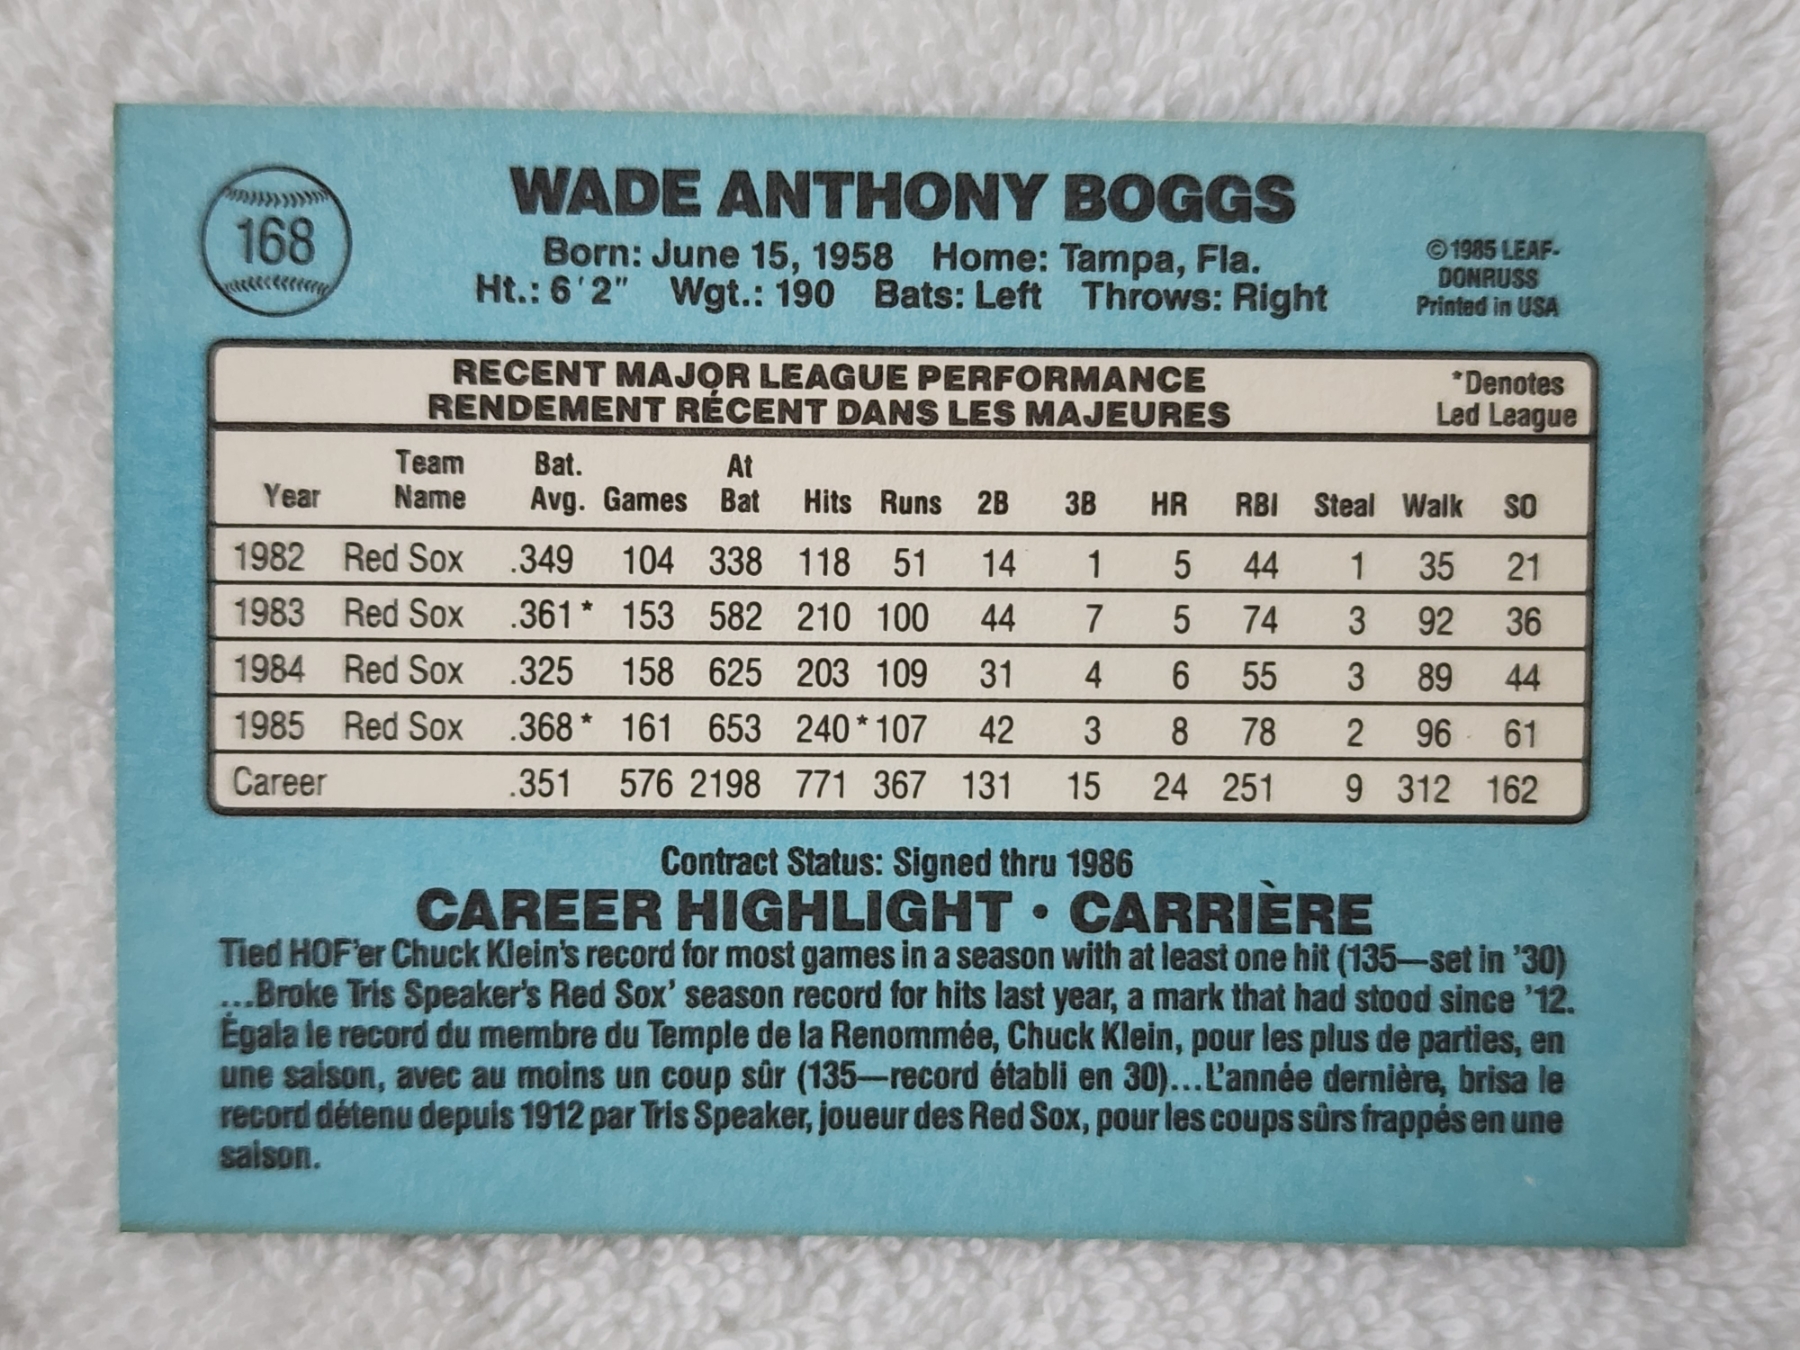 168
WADE ANTHONY BOGGS
Born: June 15, 1958 Home: Tampa, Fla.
Ht.: 6'2" Wgt.: 190 Bats: Left Throws: Right
©1985 LEAF-
DONRUSS
Printed in USA
RECENT MAJOR LEAGUE PERFORMANCE
RENDEMENT RÉCENT DANS LES MAJEURES
*Denotes
Led League
Year Team Name Bat. Avg. Games At Bat Hits Runs 2B 3B HR RBI Steal Walk SO
1982 Red Sox .349 104 338 118 51 14 1 5 44 1 35 21
1983 Red Sox .361* 153 582 210 100 44 7 5 74 3 92 36
1984 Red Sox .325 158 625 203 109 31 4 6 55 3 89 44
1985 Red Sox .368* 161 653 240* 107 42 3 8 78 2 96 61
Career .351 576 2198 771 367 131 15 24 251 9 312 162
Contract Status: Signed thru 1986
CAREER HIGHLIGHT • CARRIÈRE
Tied HOF'er Chuck Klein's record for most games in a season with at least one hit (135—set in '30)
...Broke Tris Speaker's Red Sox' season record for hits last year, a mark that had stood since '12.
Égala le record du membre du Temple de la Renommée, Chuck Klein, pour les plus de parties, en
une saison, avec au moins un coup sûr (135—record établi en 30)...L'année dernière, brisa le
record détenu depuis 1912 par Tris Speaker, joueur des Red Sox, pour les coups sûrs frappés en une
saison.